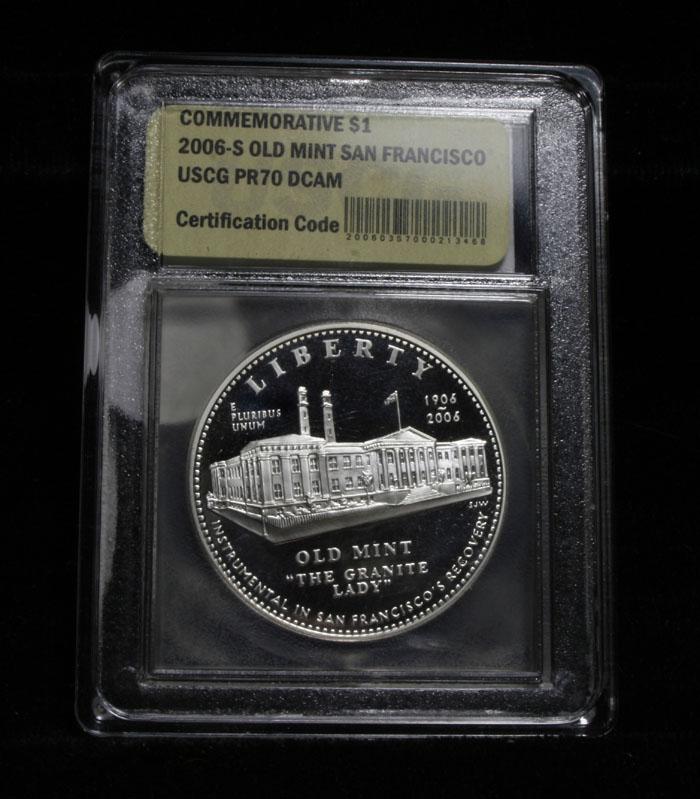 COMMEMORATIVE $1
2006-S OLD MINT SAN FRANCISCO
USCG PR70 DCAM
Certification Code
20060357000213468
LIBERTY
E
PLURIBUS
UNUM
1906
~
2006
SJW
OLD MINT
"THE GRANITE
LADY"
INSTRUMENTAL IN SAN FRANCISCO'S RECOVERY